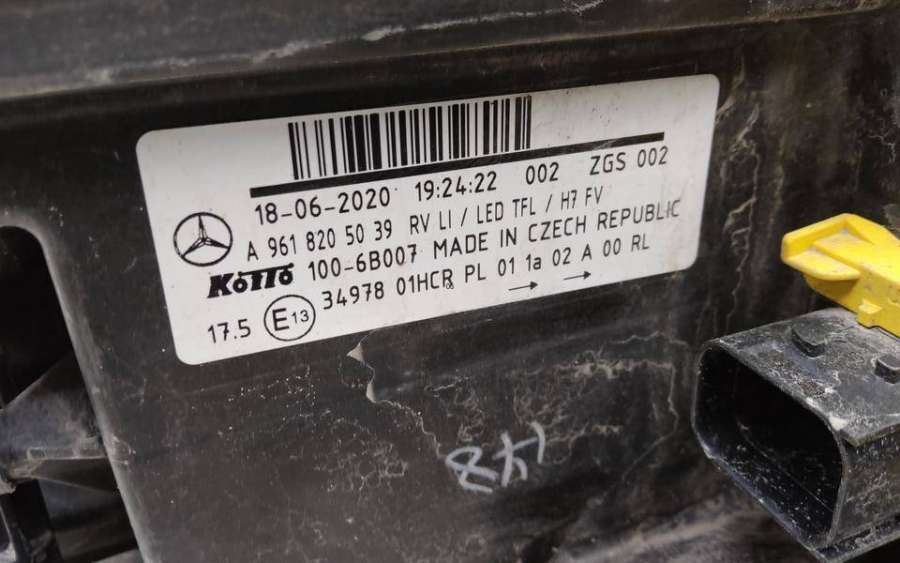 18-06-2020 19:24:22 002 ZGS 002
A 961 820 50 39 RV LI / LED TFL / H7 FV
100-6B007 MADE IN CZECH REPUBLIC
17.5 E13 34978 01HCR PL 01 1a 02 A 00 RL